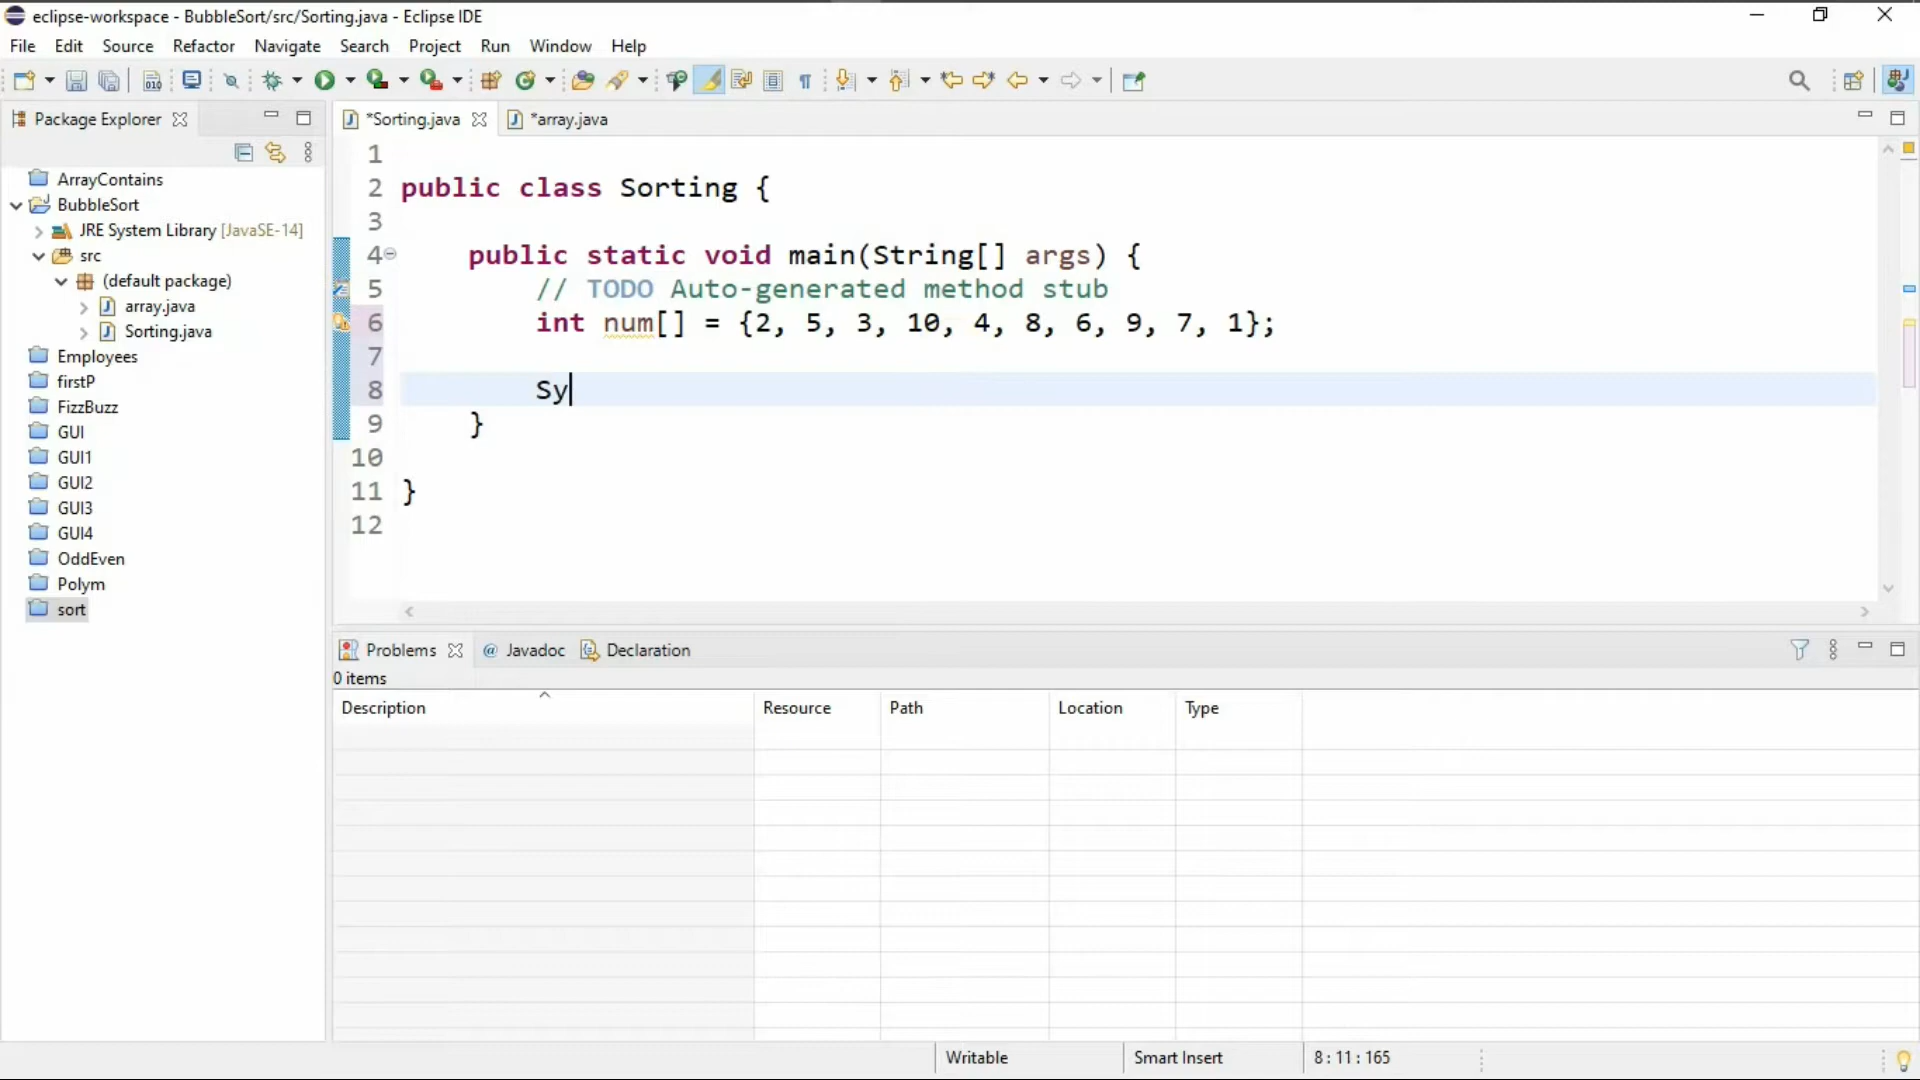 eclipse-workspace - BubbleSort/src/Sorting.java - Eclipse IDE
File Edit Source Refactor Navigate Search Project Run Window Help
Package Explorer
ArrayContains
BubbleSort
JRE System Library [JavaSE-14]
src
(default package)
array.java
Sorting.java
Employees
firstP
FizzBuzz
GUI
GUI1
GUI2
GUI3
GUI4
OddEven
Polym
sort
*Sorting.java *array.java
1
2 public class Sorting {
3
4 public static void main(String[] args) {
5 // TODO Auto-generated method stub
6 int num[] = {2, 5, 3, 10, 4, 8, 6, 9, 7, 1};
7
8 Sy
9 }
10
11 }
12
Problems @ Javadoc Declaration
0 items
Description Resource Path Location Type
Writable Smart Insert 8 : 11 : 165